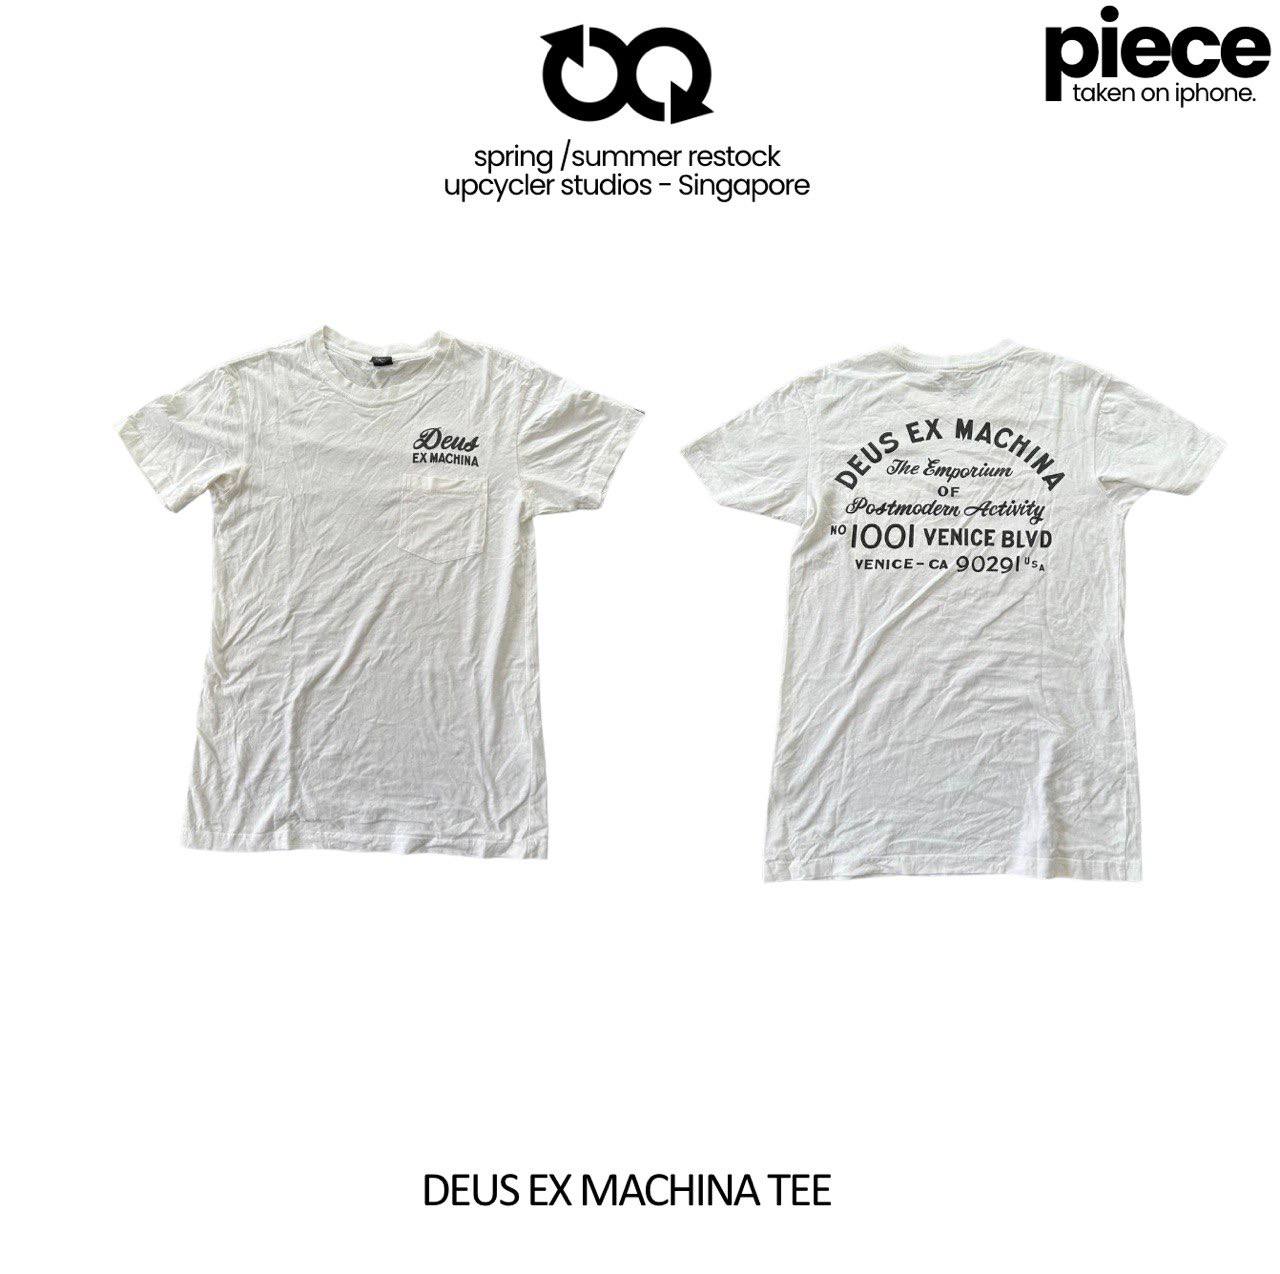 piece
taken on iphone.
spring /summer restock
upcycler studios - Singapore
Deus
EX MACHINA
DEUS EX MACHINA
The Emporium
OF
Postmodern Activity
NO 1001 VENICE BLVD
VENICE-CA 90291 USA
DEUS EX MACHINA TEE